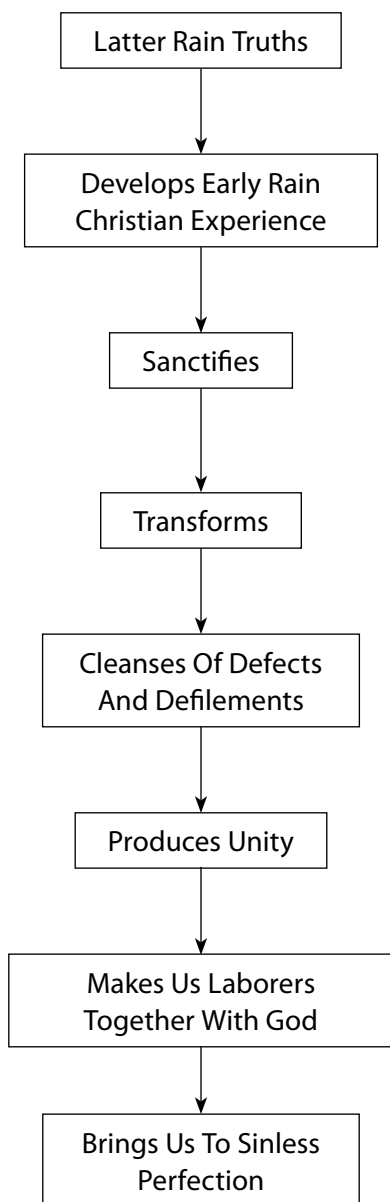 Latter Rain Truths
Develops Early Rain
Christian Experience
Sanctifies
Transforms
Cleanses Of Defects
And Defilements
Produces Unity
Makes Us Laborers
Together With God
Brings Us To Sinless
Perfection